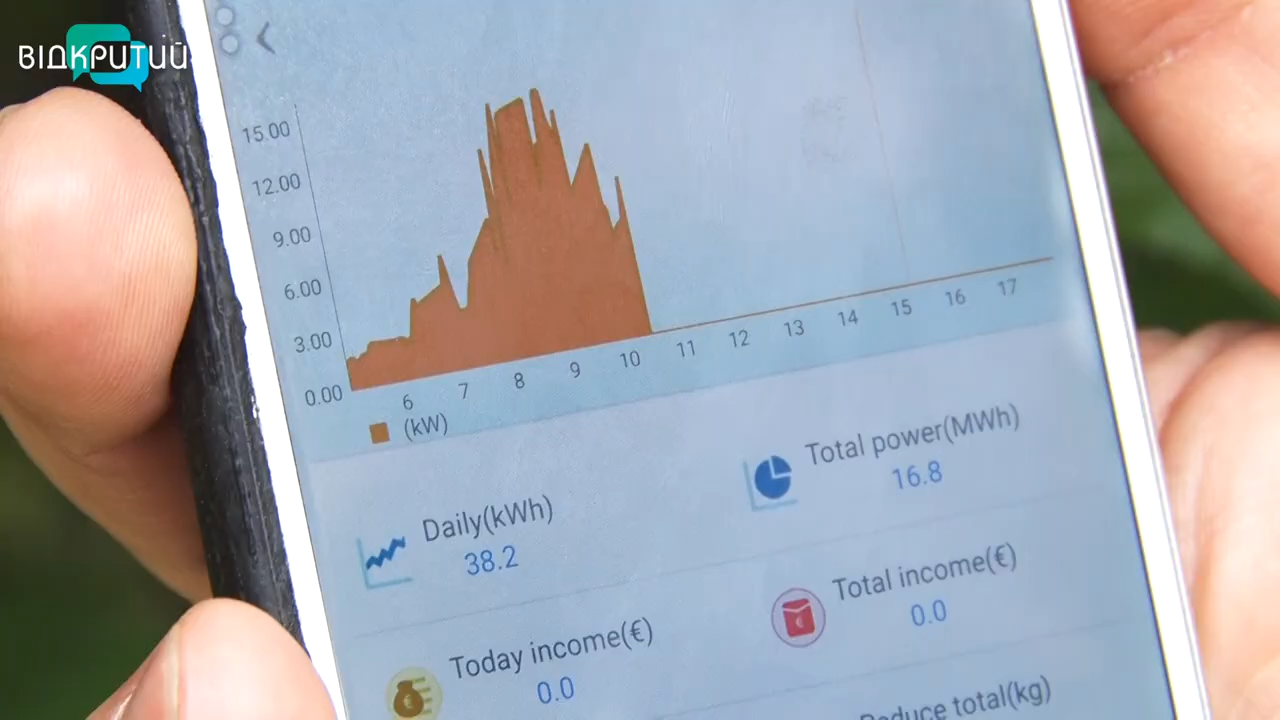 ВІДКРИТИЙ
15.00
12.00
9.00
6.00
3.00
0.00
6 7 8 9 10 11 12 13 14 15 16 17
(kW)
Daily(kWh)
38.2
Total power(MWh)
16.8
Today income(€)
0.0
Total income(€)
0.0
Reduce total(kg)